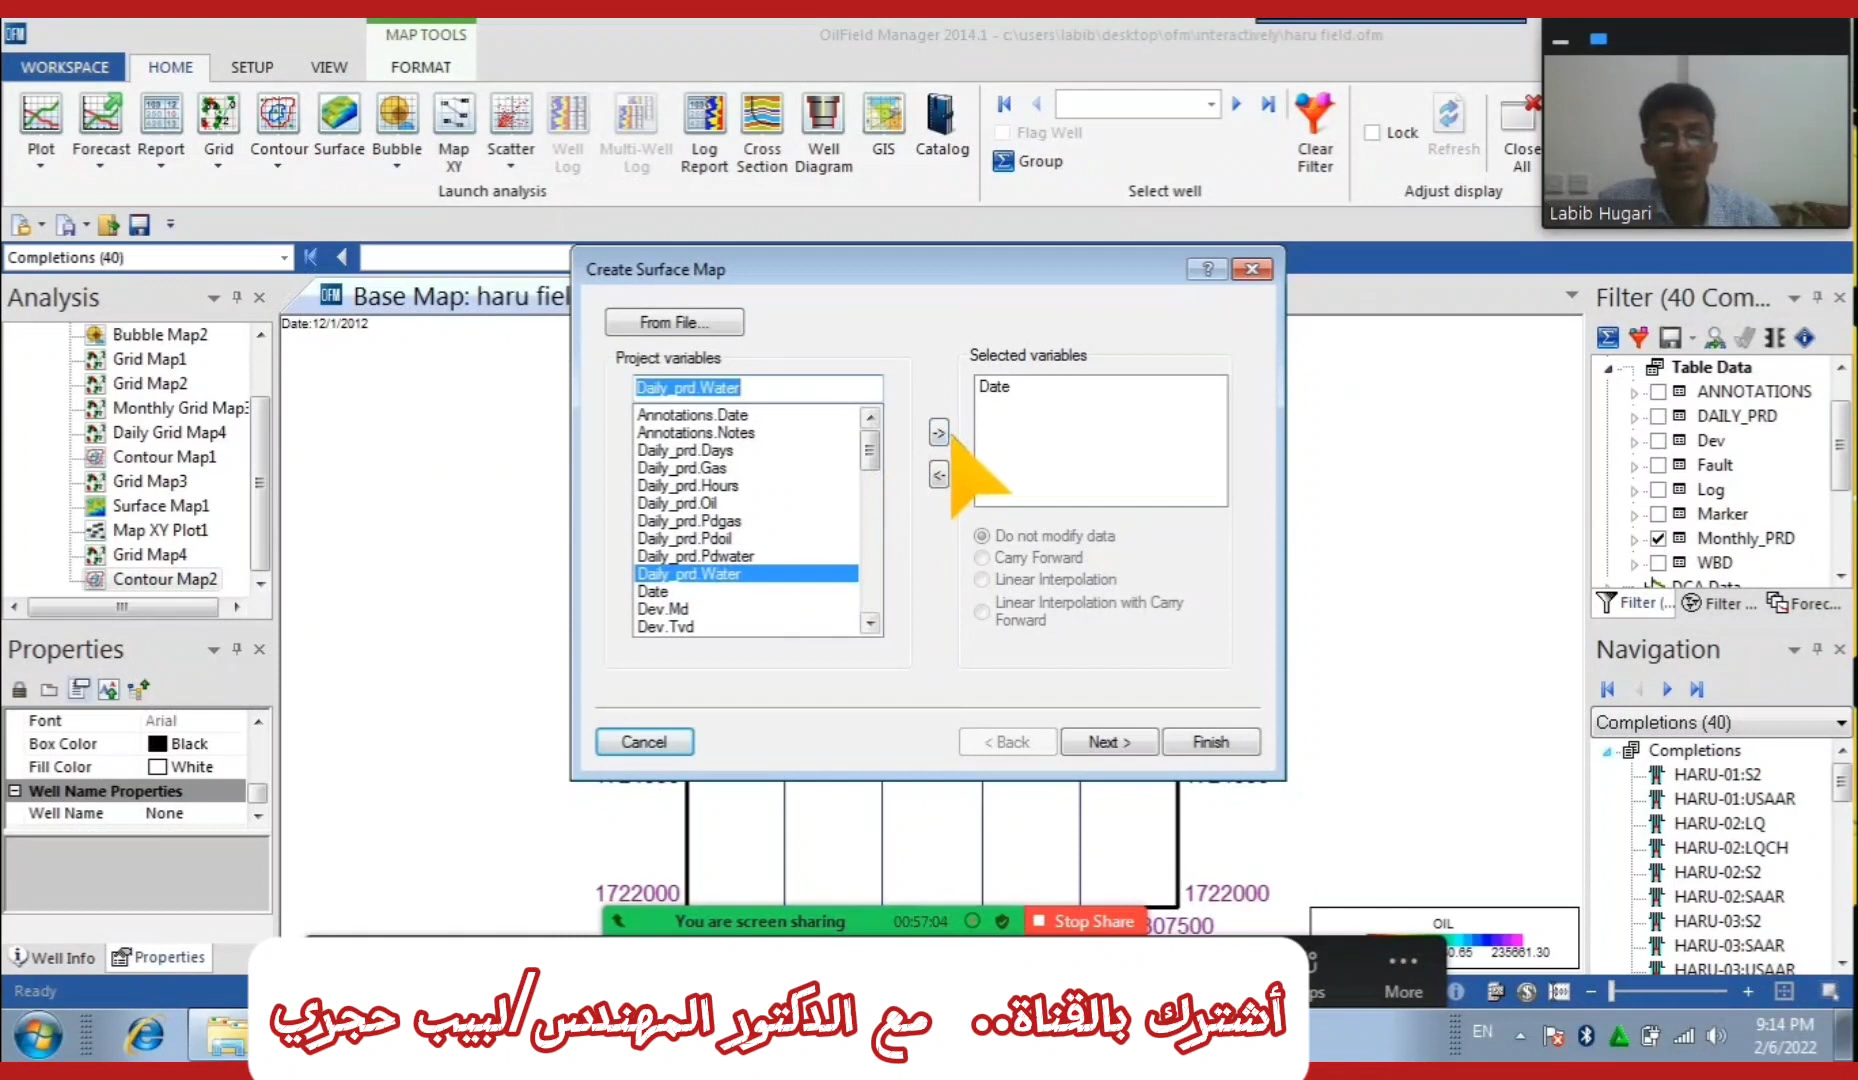 OFM
MAP TOOLS
OilField Manager 2014.1 - c:\users\labib\desktop\ofm\interactively\haru field.ofm
WORKSPACE HOME SETUP VIEW FORMAT
Plot Forecast Report Grid Contour Surface Bubble Map XY Scatter Well Log Multi-Well Log Log Report Cross Section Well Diagram GIS Catalog
Launch analysis
Flag Well
Group
Select well
Clear Filter
Lock
Refresh
Close All
Adjust display
Labib Hugari
Completions (40)
Analysis
Bubble Map2
Grid Map1
Grid Map2
Monthly Grid Map3
Daily Grid Map4
Contour Map1
Grid Map3
Surface Map1
Map XY Plot1
Grid Map4
Contour Map2
Properties
Font Arial
Box Color Black
Fill Color White
Well Name Properties
Well Name None
Well Info Properties
Ready
OFM Base Map: haru fiel
Date:12/1/2012
Create Surface Map
From File...
Project variables
Daily_prd.Water
Annotations.Date
Annotations.Notes
Daily_prd.Days
Daily_prd.Gas
Daily_prd.Hours
Daily_prd.Oil
Daily_prd.Pdgas
Daily_prd.Pdoil
Daily_prd.Pdwater
Daily_prd.Water
Date
Dev.Md
Dev.Tvd
->
<-
Selected variables
Date
Do not modify data
Carry Forward
Linear Interpolation
Linear Interpolation with Carry Forward
Cancel < Back Next > Finish
1722000 1722000
307500
You are screen sharing 00:57:04 Stop Share
OIL
235661.30
More
Filter (40 Com...
Table Data
ANNOTATIONS
DAILY_PRD
Dev
Fault
Log
Marker
Monthly_PRD
WBD
DCA Data
Filter (... Filter ... Forec...
Navigation
Completions (40)
Completions
HARU-01:S2
HARU-01:USAAR
HARU-02:LQ
HARU-02:LQCH
HARU-02:S2
HARU-02:SAAR
HARU-03:S2
HARU-03:SAAR
HARU-03:USAAR
EN
9:14 PM
2/6/2022
أشترك بالقناة.. مع الدكتور المهندس/لبيب حجري